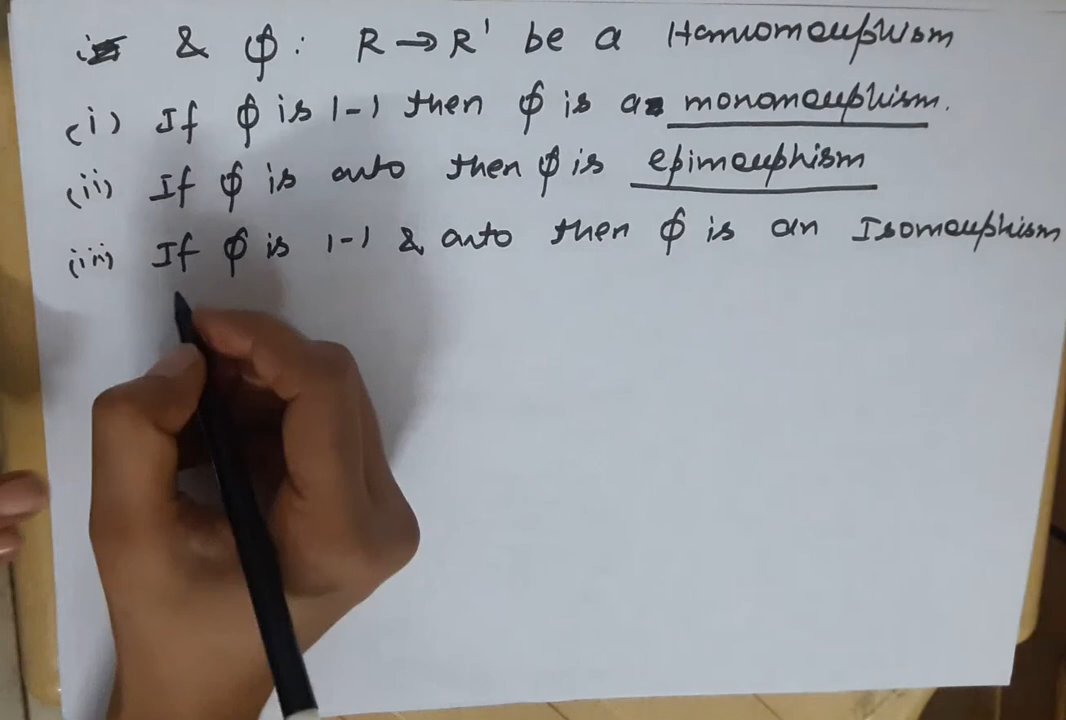 & φ: R → R' be a Homomorphism
(i) If φ is 1-1 then φ is a monomorphism.
(ii) If φ is onto then φ is epimorphism
(iii) If φ is 1-1 & onto then φ is an Isomorphism